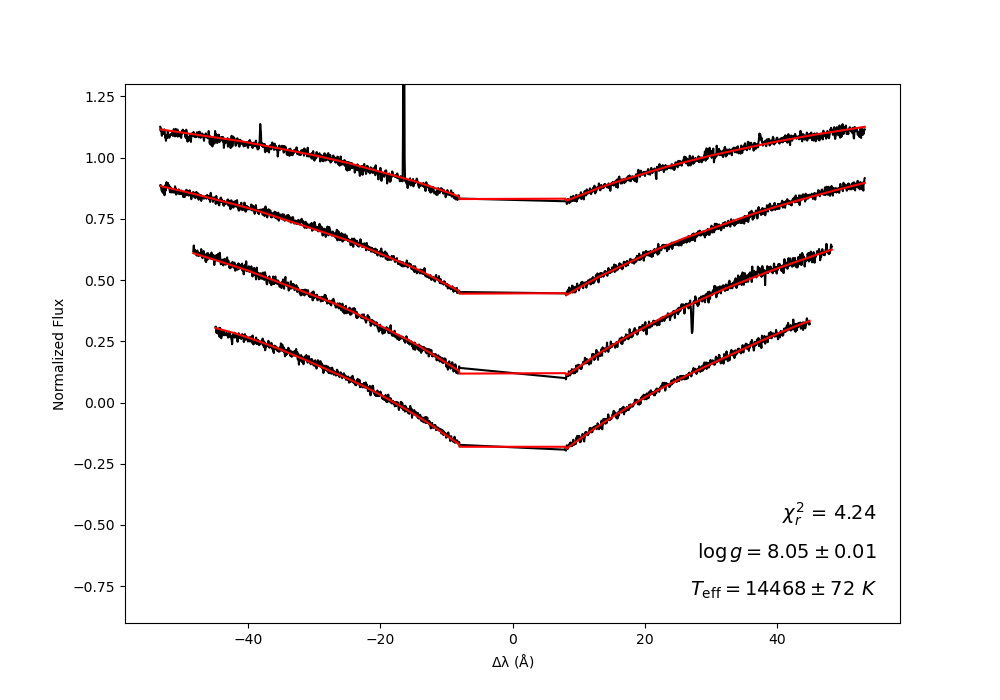 1.25
1.00
0.75
0.50
0.25
0.00
−0.25
−0.50
−0.75
Normalized Flux
χ²ᵣ = 4.24
log g = 8.05 ± 0.01
T_eff = 14468 ± 72 K
−40 −20 0 20 40
Δλ (Å)